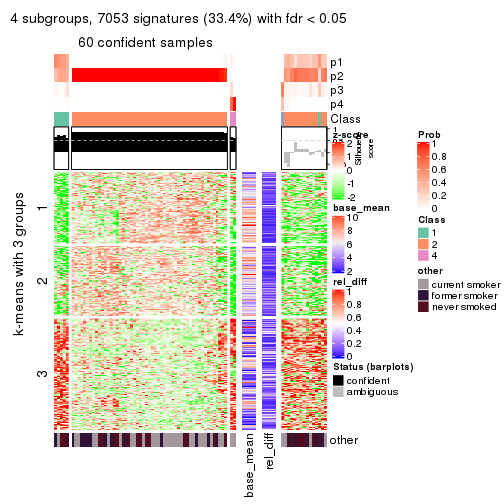 4 subgroups, 7053 signatures (33.4%) with fdr < 0.05
60 confident samples
p1
p2
p3
p4
Class
1
Silhouette
score
z-score
2
1
0
-1
-2
base_mean
10
8
6
4
2
rel_diff
1
0.8
0.6
0.4
0.2
0
Status (barplots)
confident
ambiguous
Prob
1
0.8
0.6
0.4
0.2
0
Class
1
2
4
other
current smoker
former smoker
never smoked
k-means with 3 groups
1
2
3
other
base_mean
rel_diff